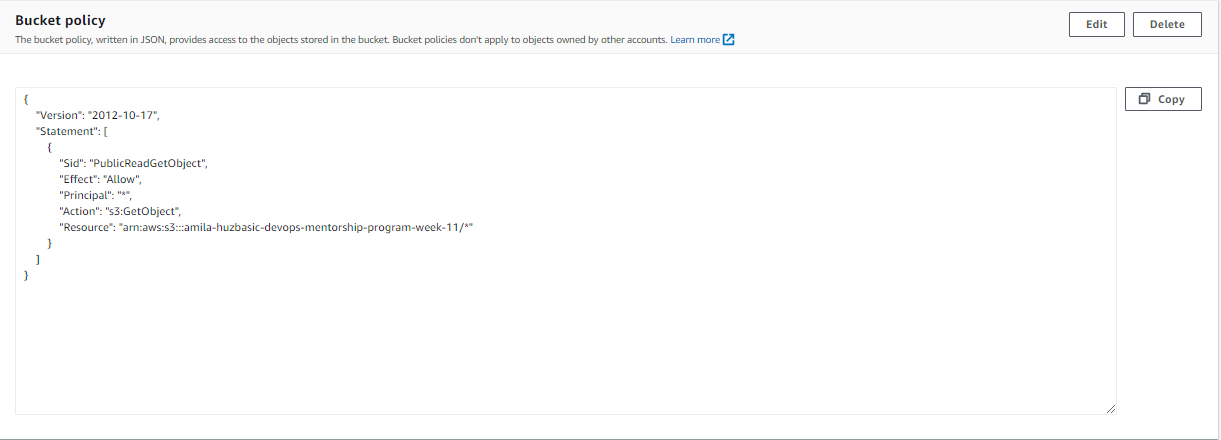 Bucket policy
Edit
Delete
The bucket policy, written in JSON, provides access to the objects stored in the bucket. Bucket policies don't apply to objects owned by other accounts. Learn more
Copy
{
"Version": "2012-10-17",
"Statement": [
{
"Sid": "PublicReadGetObject",
"Effect": "Allow",
"Principal": "*",
"Action": "s3:GetObject",
"Resource": "arn:aws:s3:::amila-huzbasic-devops-mentorship-program-week-11/*"
}
]
}